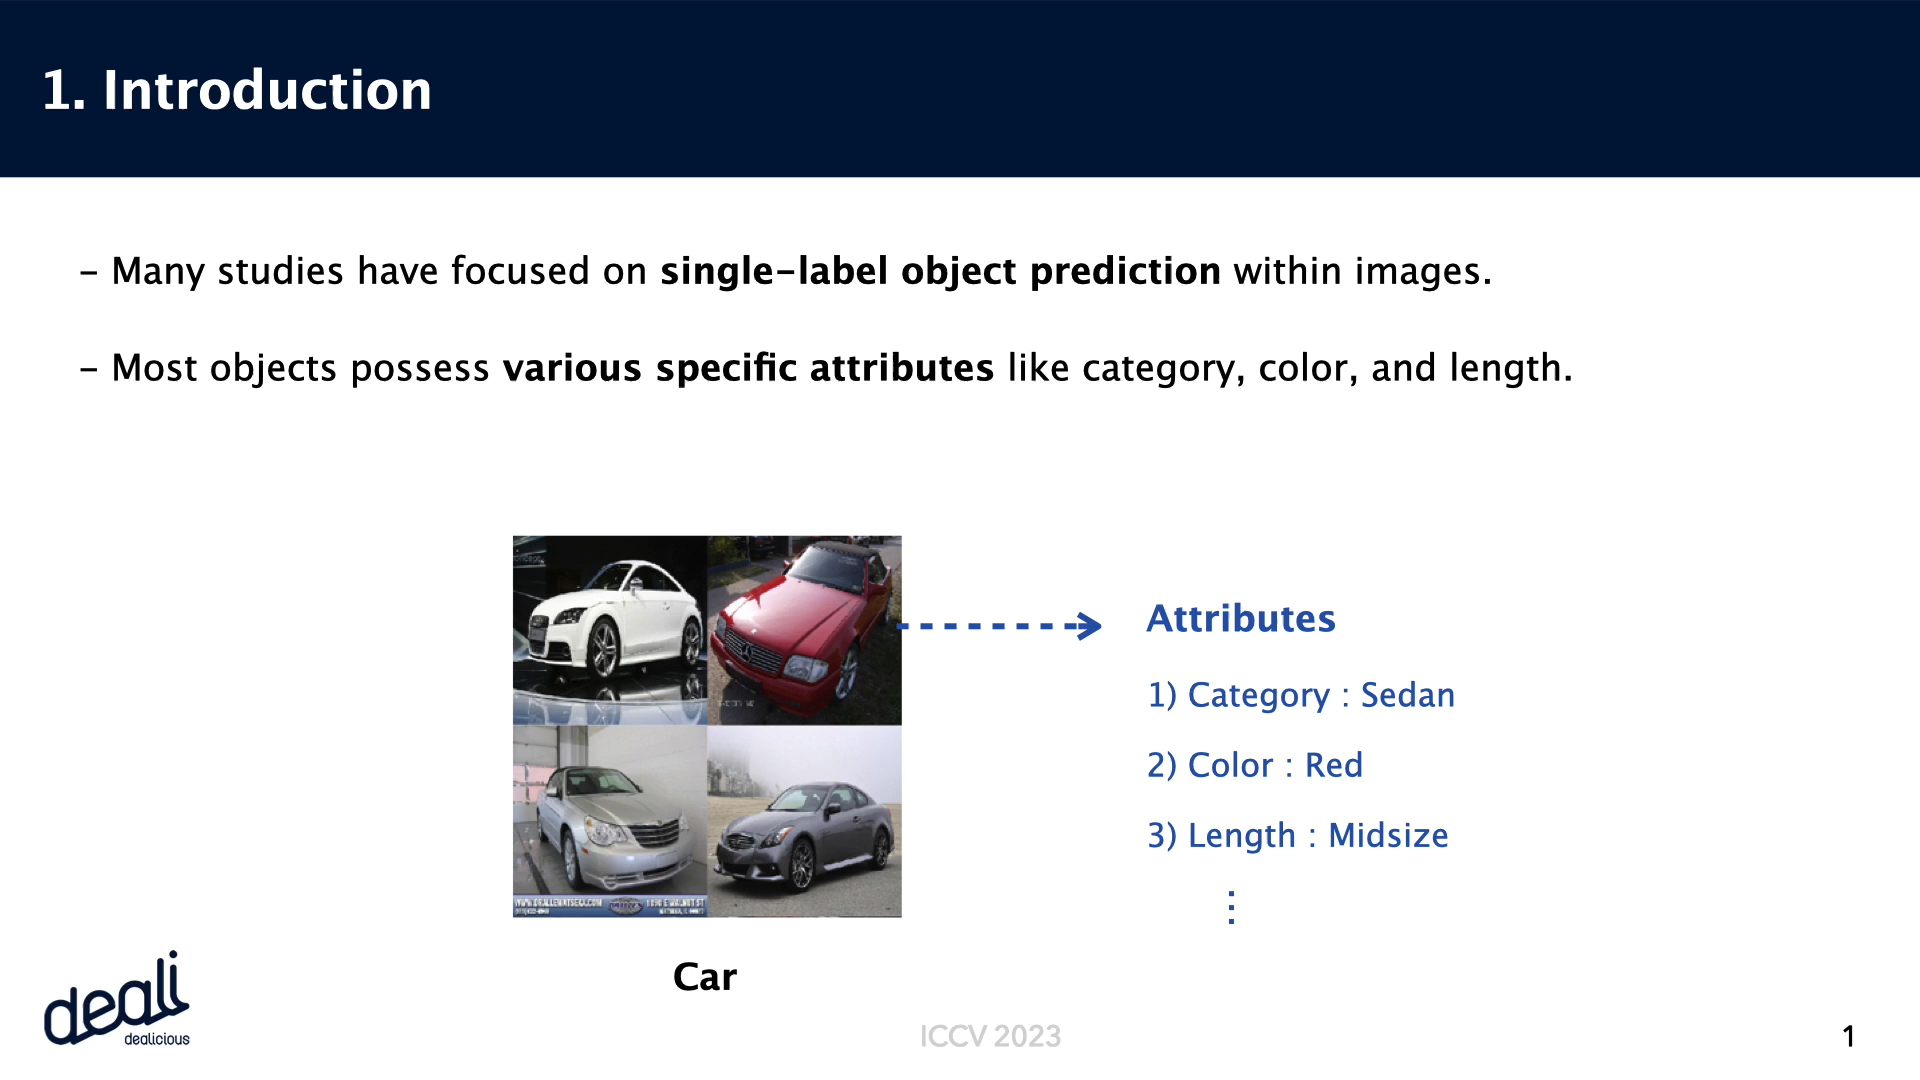 1. Introduction
– Many studies have focused on single-label object prediction within images.
– Most objects possess various specific attributes like category, color, and length.
Attributes
1) Category : Sedan
2) Color : Red
3) Length : Midsize
⋮
Car
deali
dealicious
ICCV 2023
1